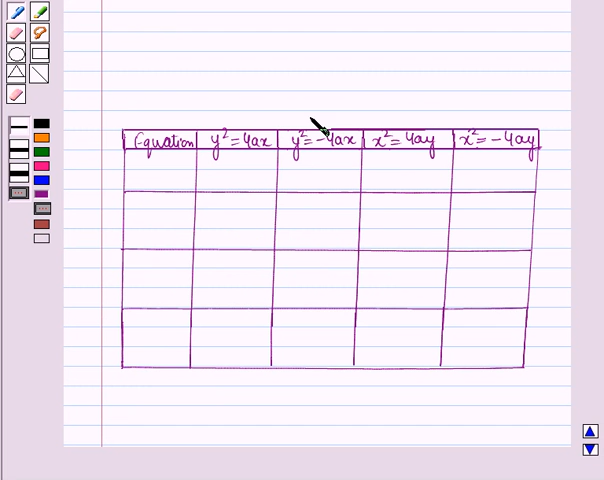 Equation y² = 4ax y² = -4ax x² = 4ay x² = -4ay